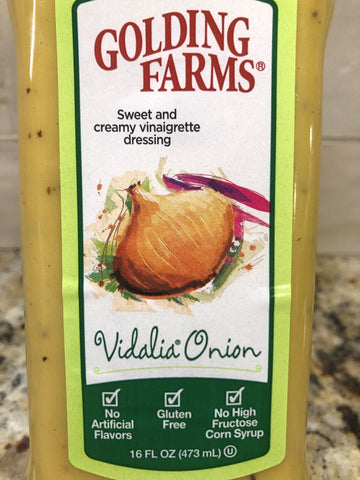 GOLDING
FARMS®
Sweet and
creamy vinaigrette
dressing
Vidalia® Onion
No
Artificial
Flavors
Gluten
Free
No High
Fructose
Corn Syrup
16 FL OZ (473 mL) Ⓤ